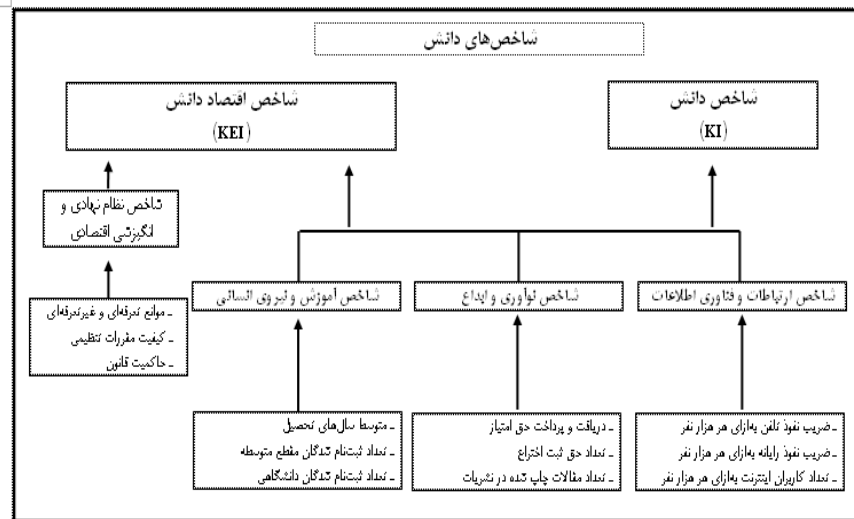 شاخص‌های دانش
شاخص دانش
(KI)
شاخص اقتصاد دانش
(KEI)
شاخص نظام نهادی و
انگیزشی اقتصادی
شاخص ارتباطات و فناوری اطلاعات
شاخص نوآوری و ابداع
شاخص آموزش و نیروی انسانی
ـ موانع تعرفه‌ای و غیرتعرفه‌ای
ـ کیفیت مقررات تنظیمی
ـ حاکمیت قانون
ـ ضریب نفوذ تلفن به‌ازای هر هزار نفر
ـ ضریب نفوذ رایانه به‌ازای هر هزار نفر
ـ تعداد کاربران اینترنت به‌ازای هر هزار نفر
ـ دریافت و پرداخت حق امتیاز
ـ تعداد حق ثبت اختراع
ـ تعداد مقالات چاپ شده در نشریات
ـ متوسط سال‌های تحصیل
ـ تعداد ثبت‌نام شدگان مقطع متوسطه
ـ تعداد ثبت‌نام شدگان دانشگاهی